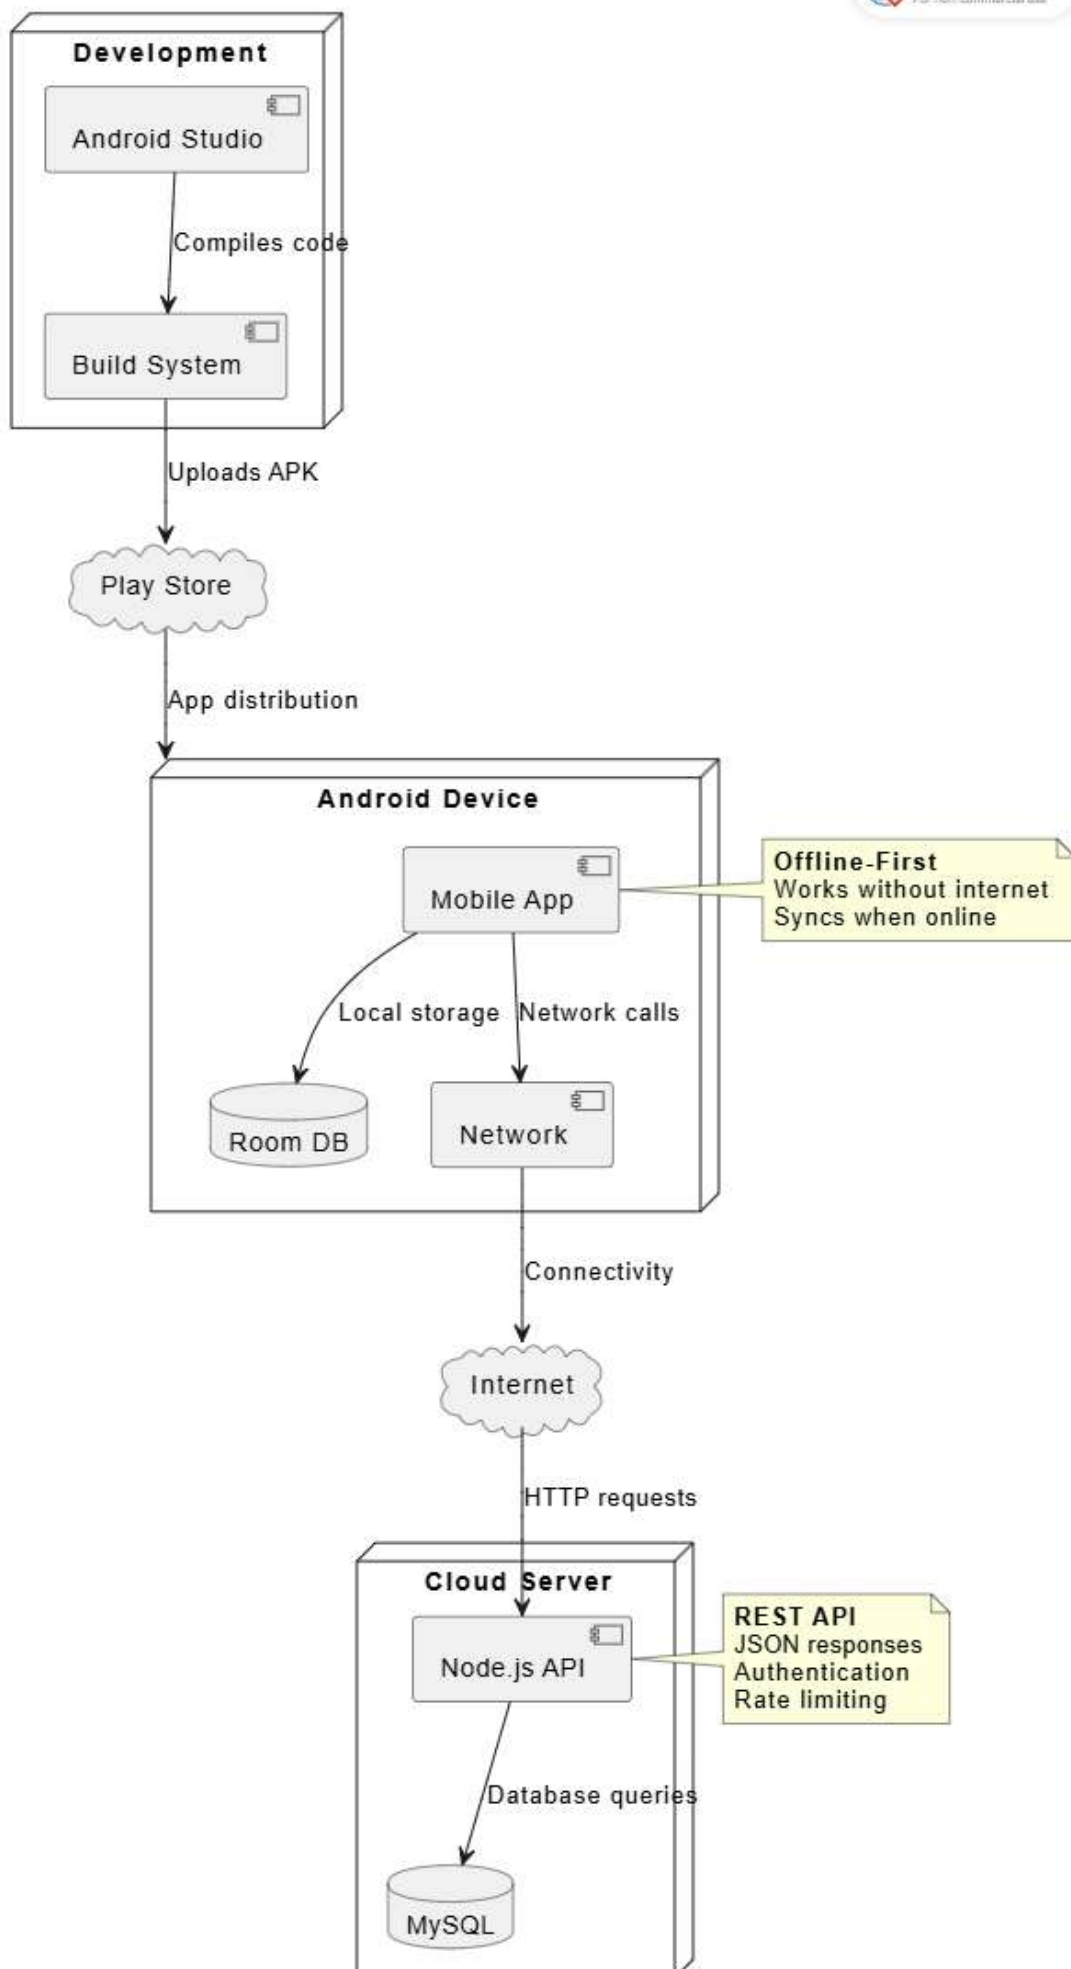 Development
Android Studio
Compiles code
Build System
Uploads APK
Play Store
App distribution
Android Device
Mobile App
Offline-First
Works without internet
Syncs when online
Local storage
Network calls
Room DB
Network
Connectivity
Internet
HTTP requests
Cloud Server
Node.js API
REST API
JSON responses
Authentication
Rate limiting
Database queries
MySQL